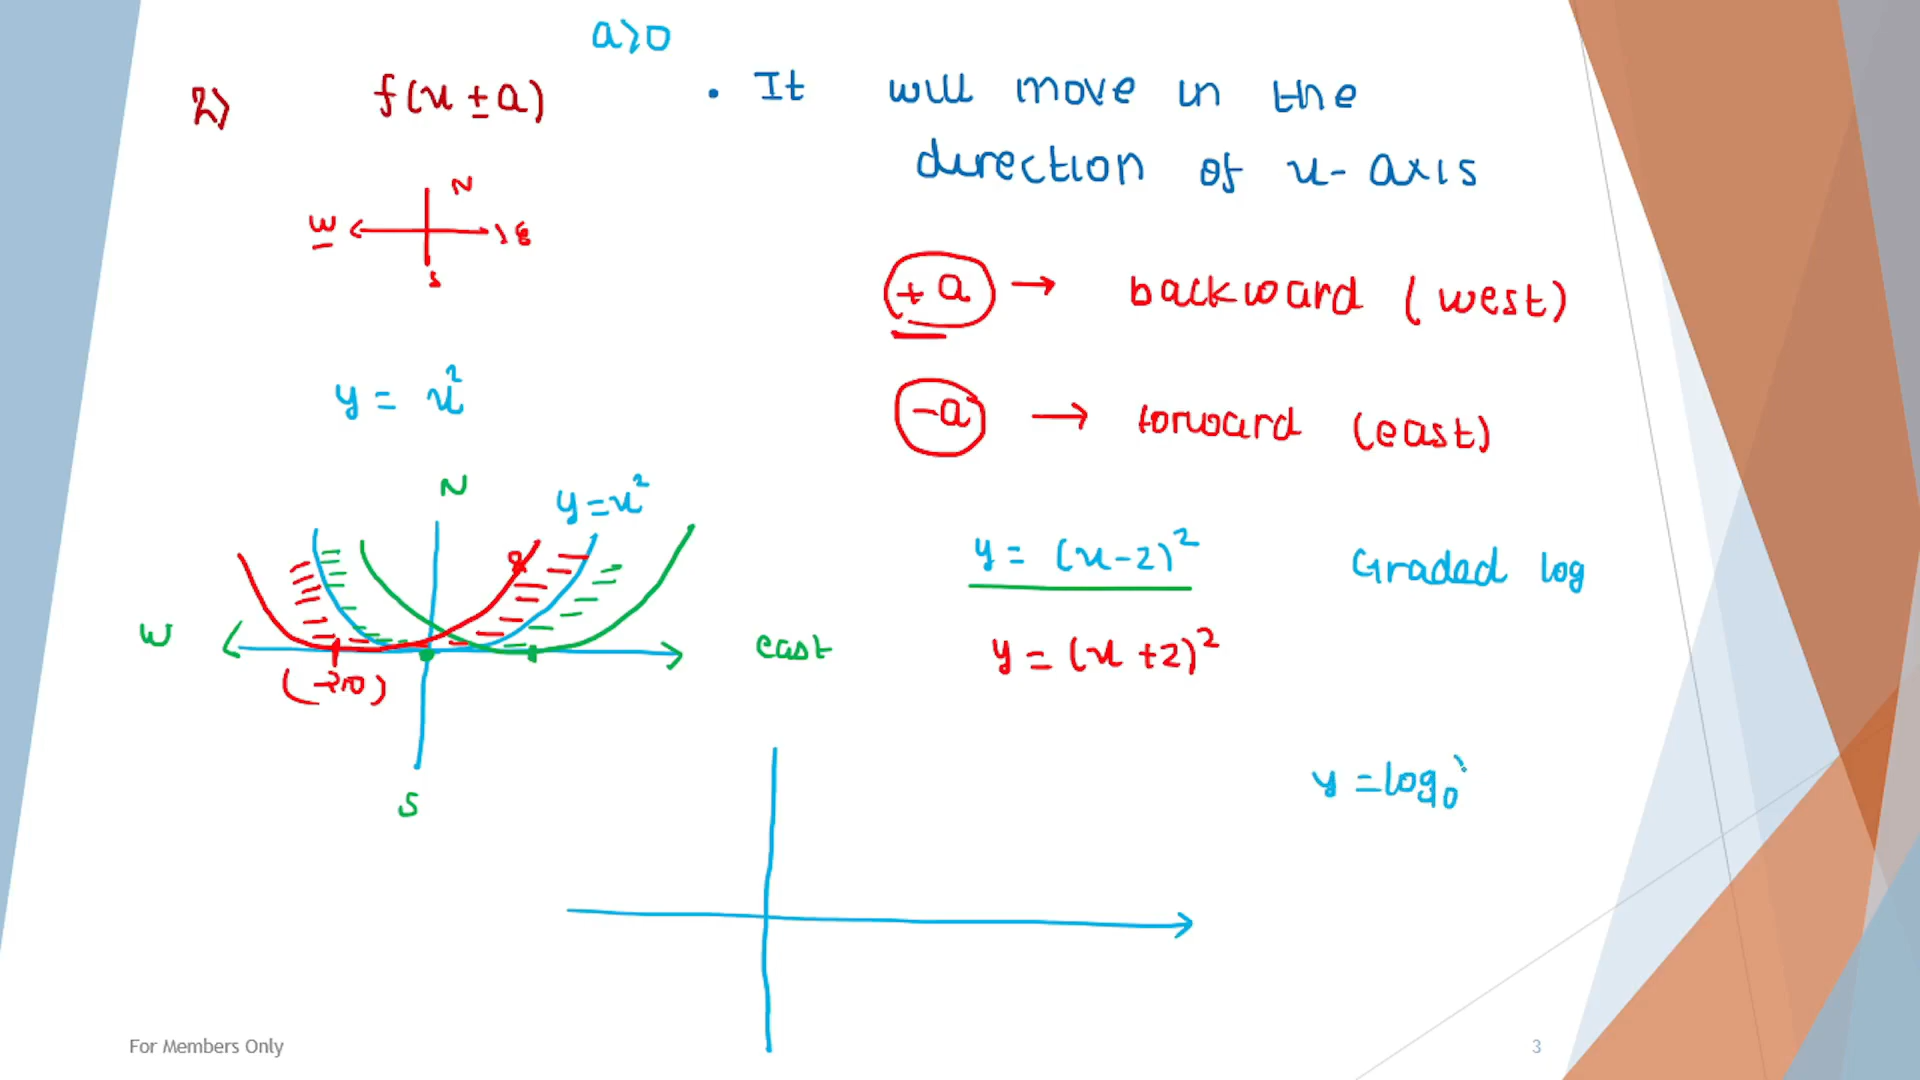 a>0
2) f(x ± a) • It will move in the
direction of x-axis
N
W E
S
+a → backward (west)
-a → forward (east)
y = x²
N
y = x²
y = (x-2)² Graded log
W east
y = (x+2)²
(-2,0)
S
y = log
For Members Only 3